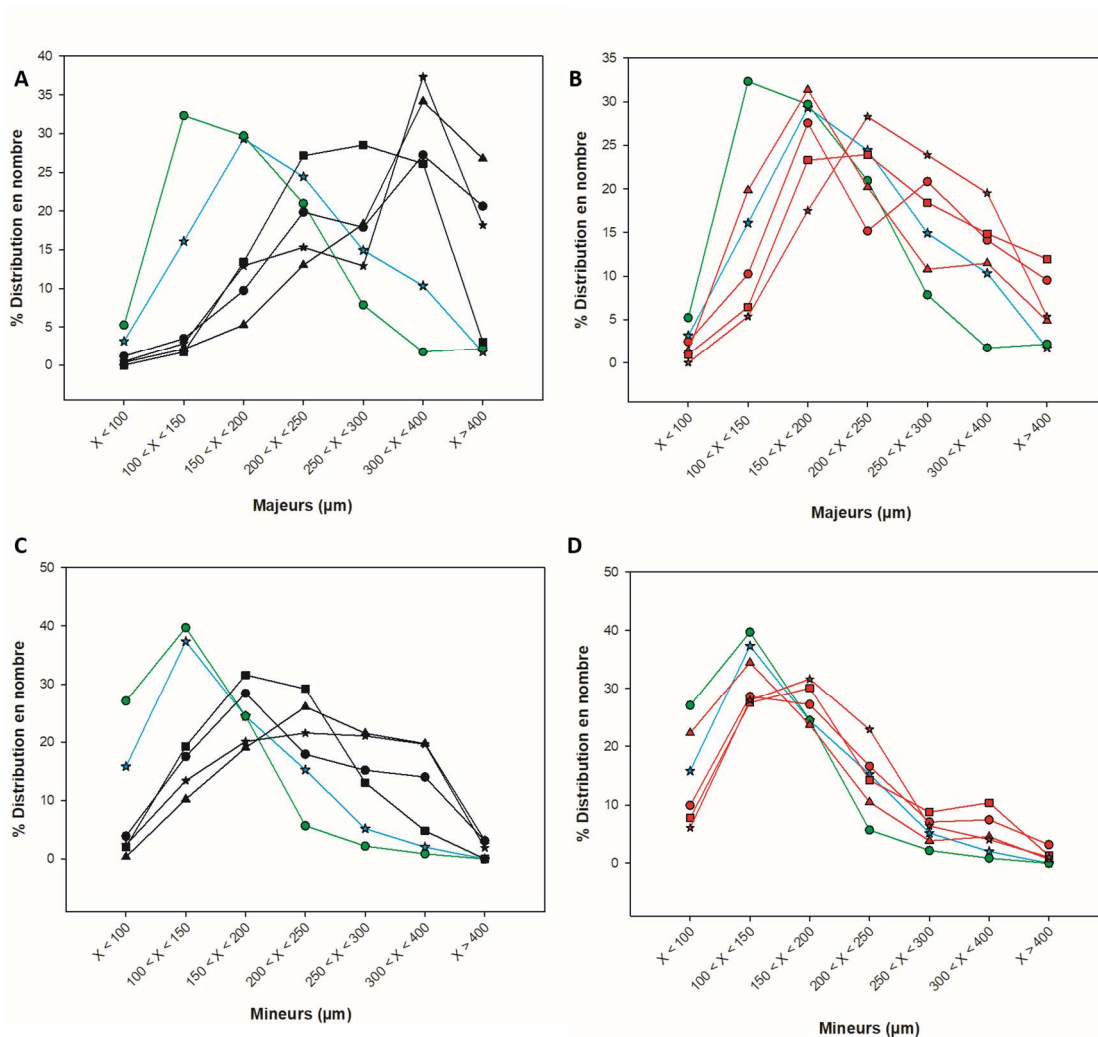 A
% Distribution en nombre
40
35
30
25
20
15
10
5
0
X < 100
100 < X < 150
150 < X < 200
200 < X < 250
250 < X < 300
300 < X < 400
X > 400
Majeurs (µm)
B
% Distribution en nombre
35
30
25
20
15
10
5
0
X < 100
100 < X < 150
150 < X < 200
200 < X < 250
250 < X < 300
300 < X < 400
X > 400
Majeurs (µm)
C
% Distribution en nombre
50
40
30
20
10
0
X < 100
100 < X < 150
150 < X < 200
200 < X < 250
250 < X < 300
300 < X < 400
X > 400
Mineurs (µm)
D
% Distribution en nombre
50
40
30
20
10
0
X < 100
100 < X < 150
150 < X < 200
200 < X < 250
250 < X < 300
300 < X < 400
X > 400
Mineurs (µm)